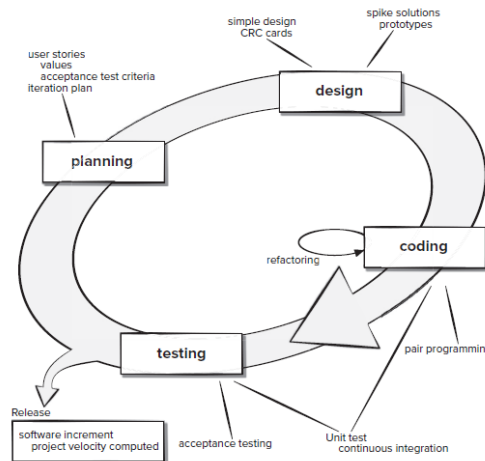 simple design
CRC cards
spike solutions
prototypes
user stories
values
acceptance test criteria
iteration plan
design
planning
coding
refactoring
testing
pair programmin
Release
software increment
project velocity computed
acceptance testing
Unit test
continuous integration